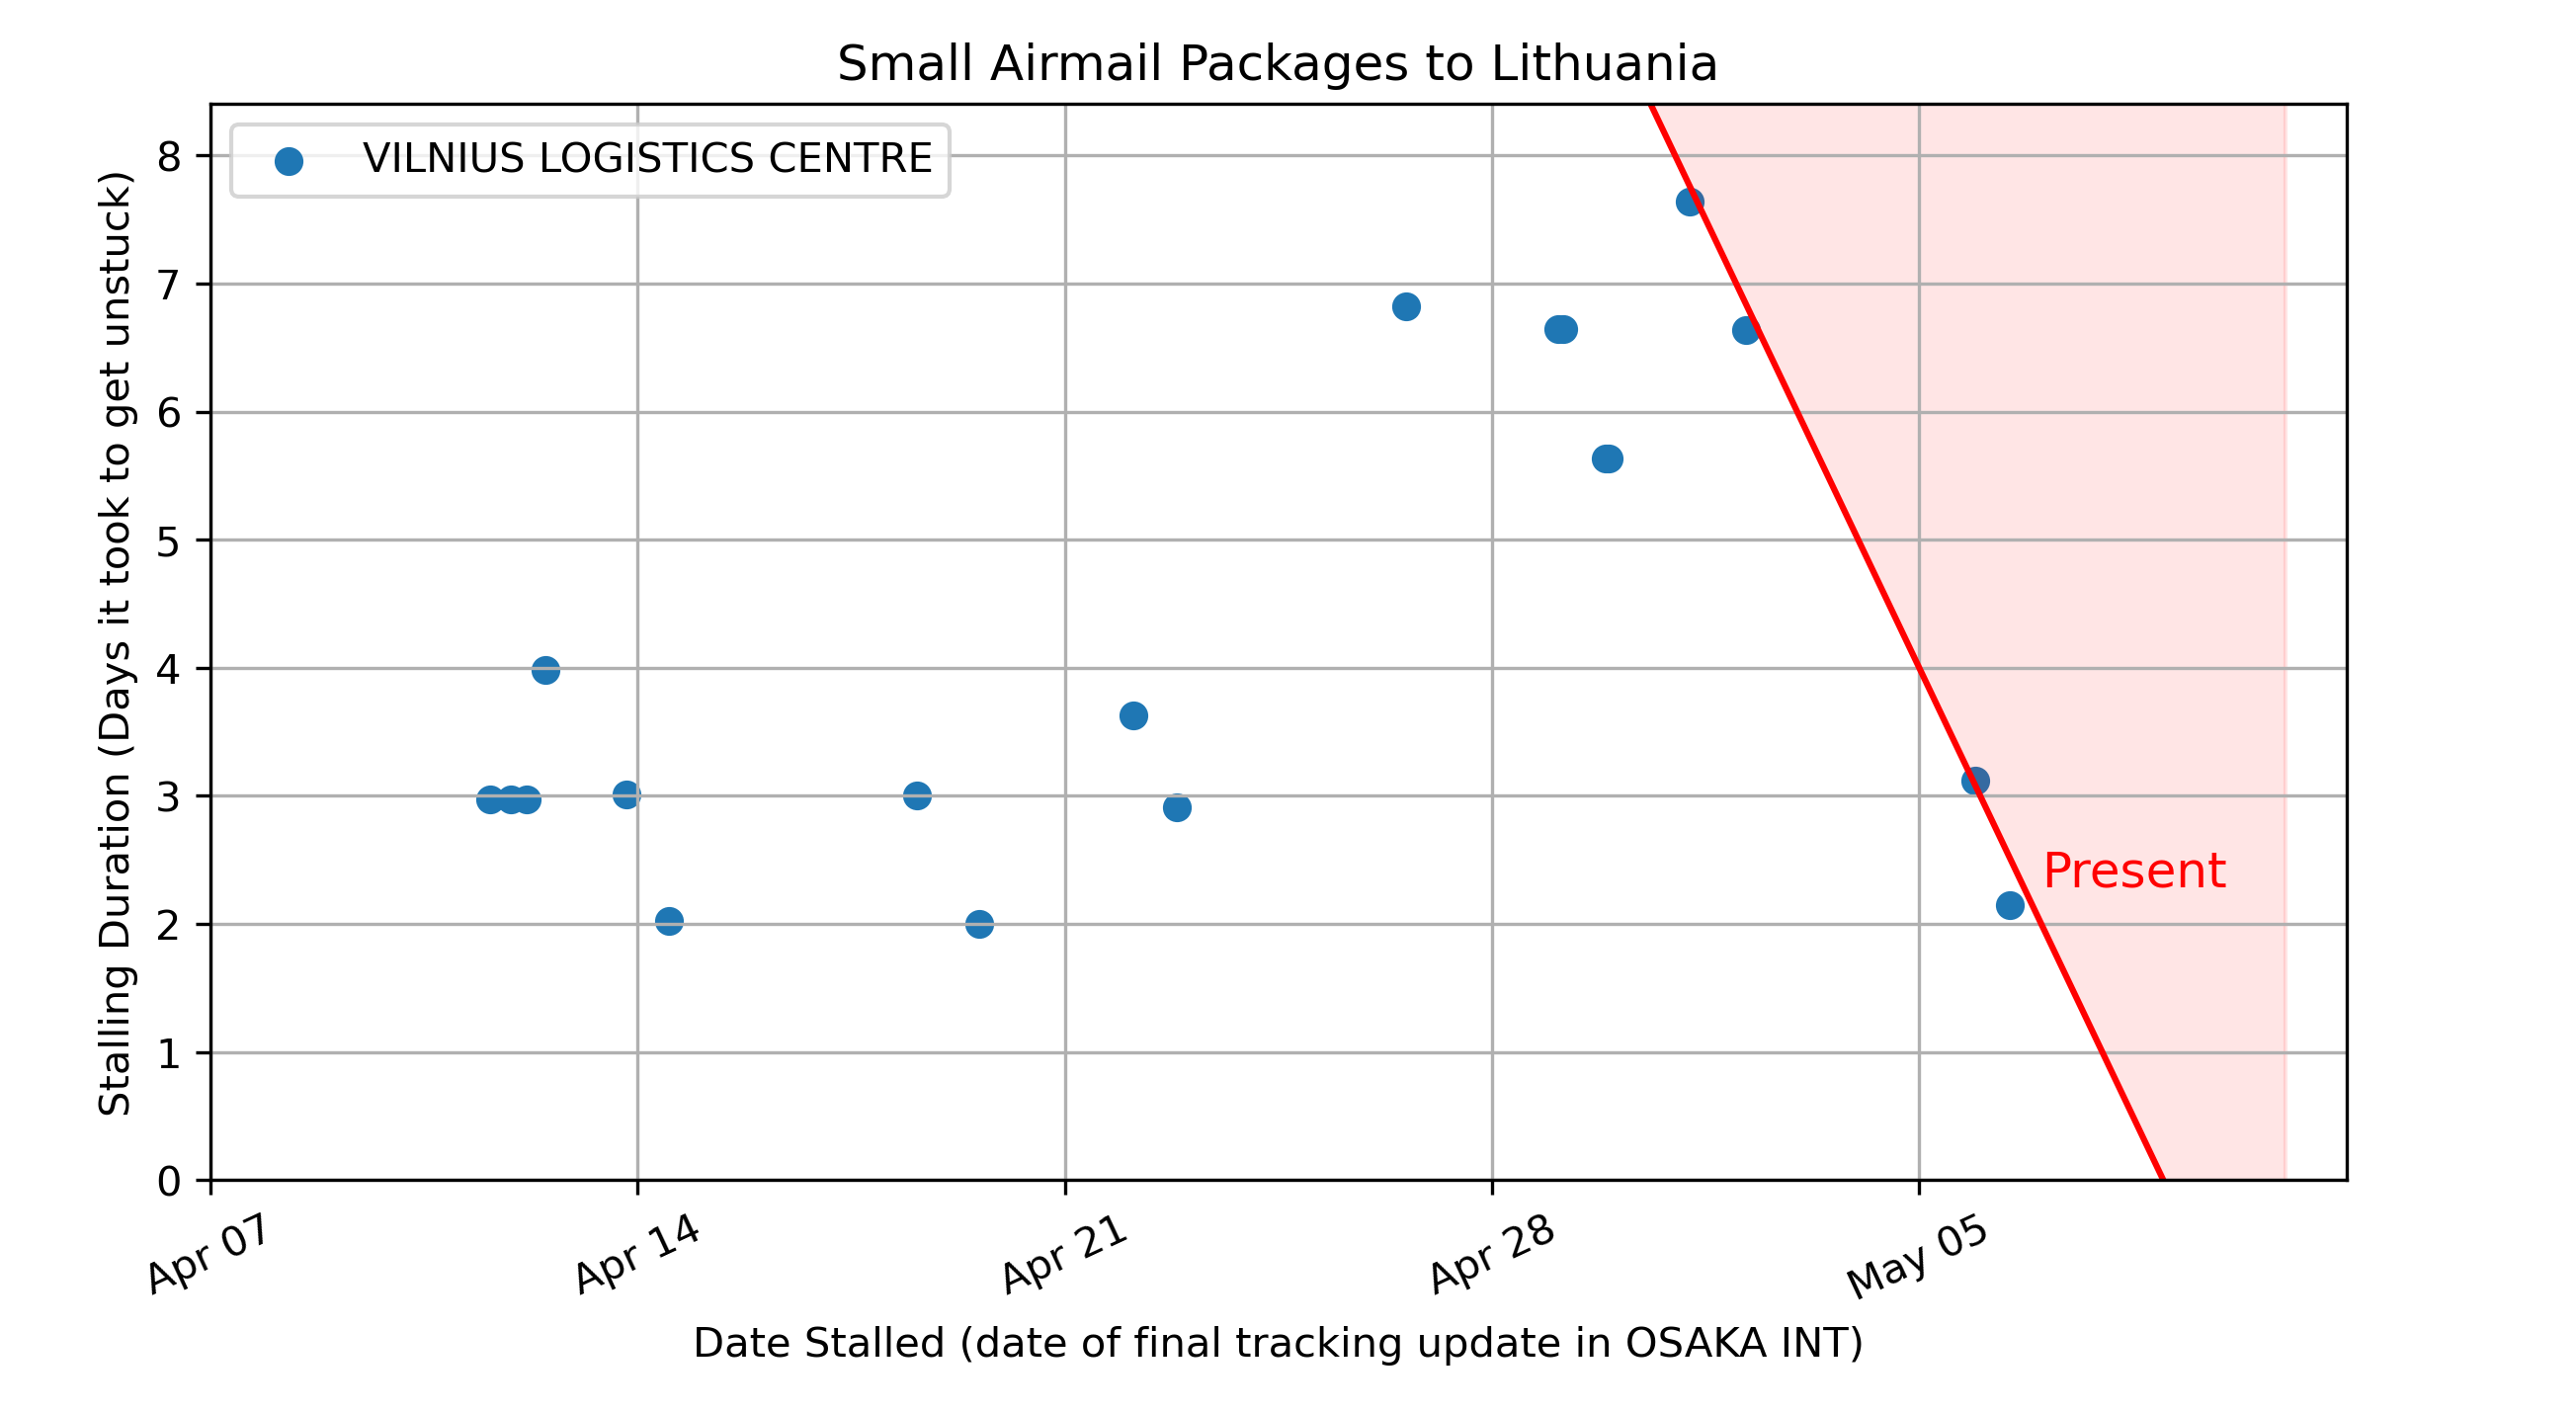 Small Airmail Packages to Lithuania
VILNIUS LOGISTICS CENTRE
Stalling Duration (Days it took to get unstuck)
8
7
6
5
4
3
2
1
0
Present
Apr 07
Apr 14
Apr 21
Apr 28
May 05
Date Stalled (date of final tracking update in OSAKA INT)